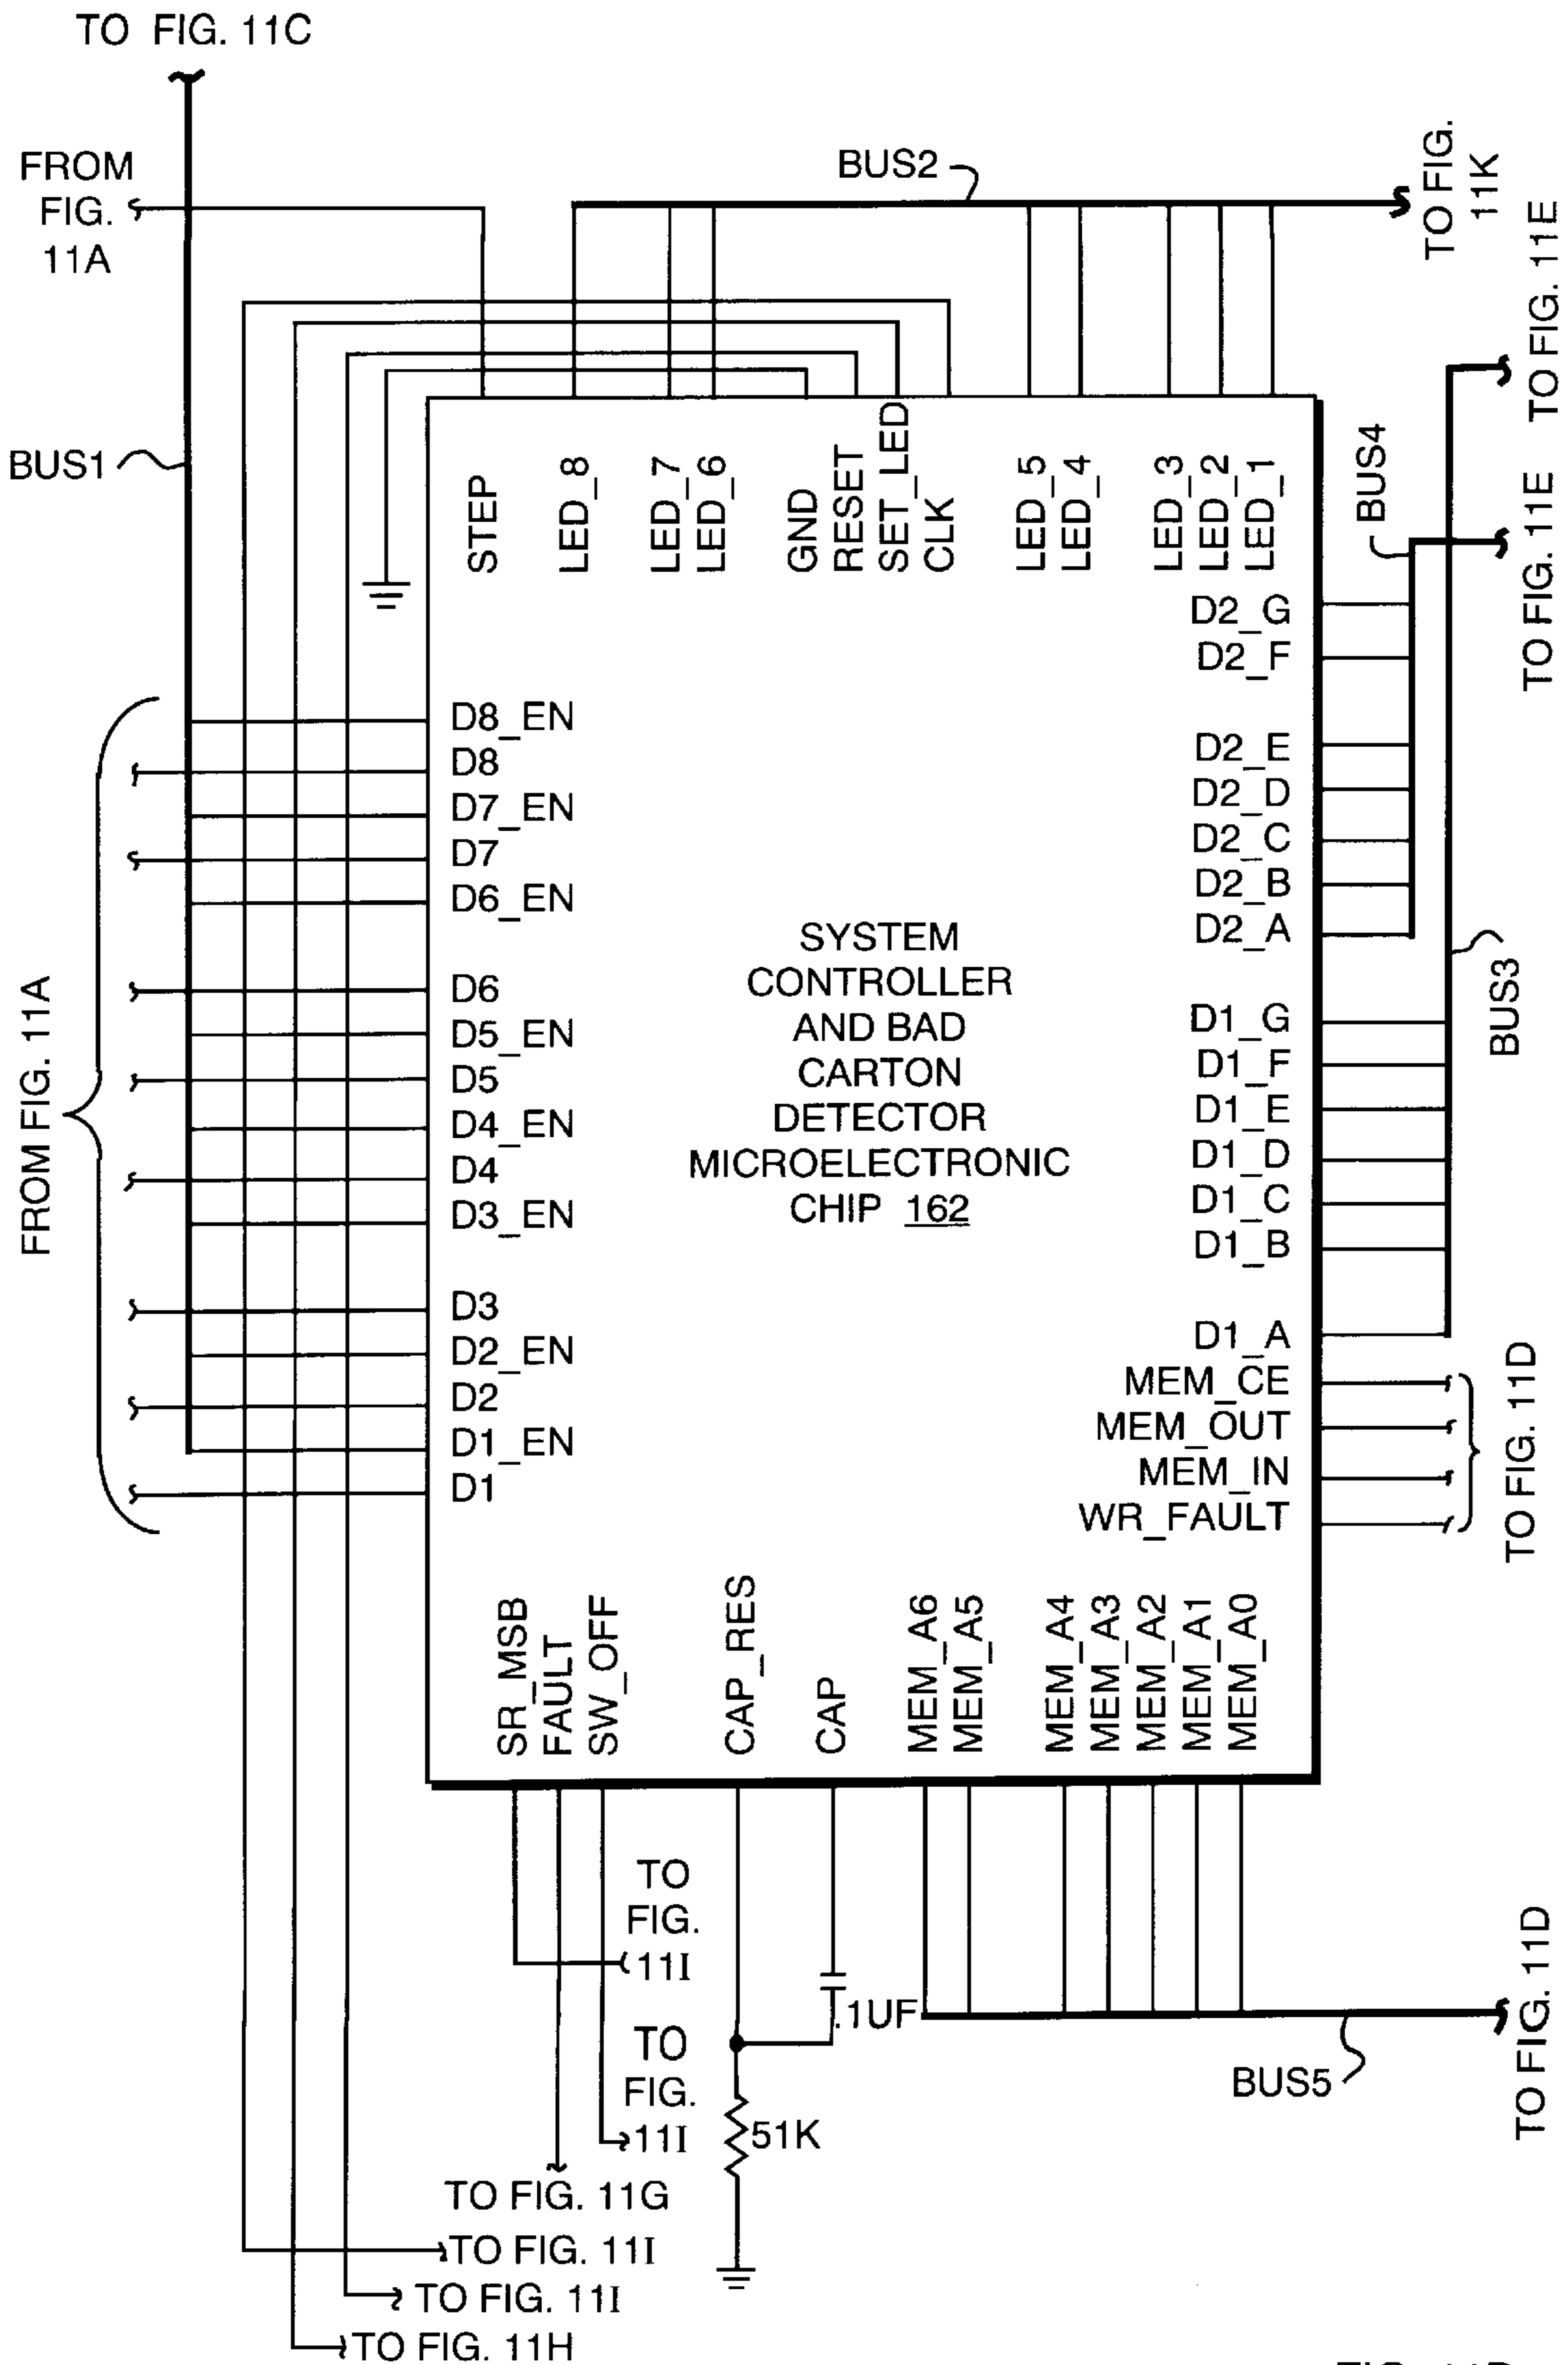 TO FIG. 11C
FROM
FIG.
11A
BUS2
TO FIG.
11K
TO FIG. 11E
BUS1
BUS4
TO FIG. 11E
STEP
LED_8
LED_7
LED_6
GND
RESET
SET_LED
CLK
LED_5
LED_4
LED_3
LED_2
LED_1
FROM FIG. 11A
D8_EN
D8
D7_EN
D7
D6_EN
D6
D5_EN
D5
D4_EN
D4
D3_EN
D3
D2_EN
D2
D1_EN
D1
SYSTEM
CONTROLLER
AND BAD
CARTON
DETECTOR
MICROELECTRONIC
CHIP 162
D2_G
D2_F
D2_E
D2_D
D2_C
D2_B
D2_A
D1_G
D1_F
D1_E
D1_D
D1_C
D1_B
D1_A
MEM_CE
MEM_OUT
MEM_IN
WR_FAULT
BUS3
TO FIG. 11D
SR_MSB
FAULT
SW_OFF
CAP_RES
CAP
MEM_A6
MEM_A5
MEM_A4
MEM_A3
MEM_A2
MEM_A1
MEM_A0
TO
FIG.
11I
.1UF
TO
FIG.
11I
51K
BUS5
TO FIG. 11D
TO FIG. 11G
TO FIG. 11I
TO FIG. 11I
TO FIG. 11H